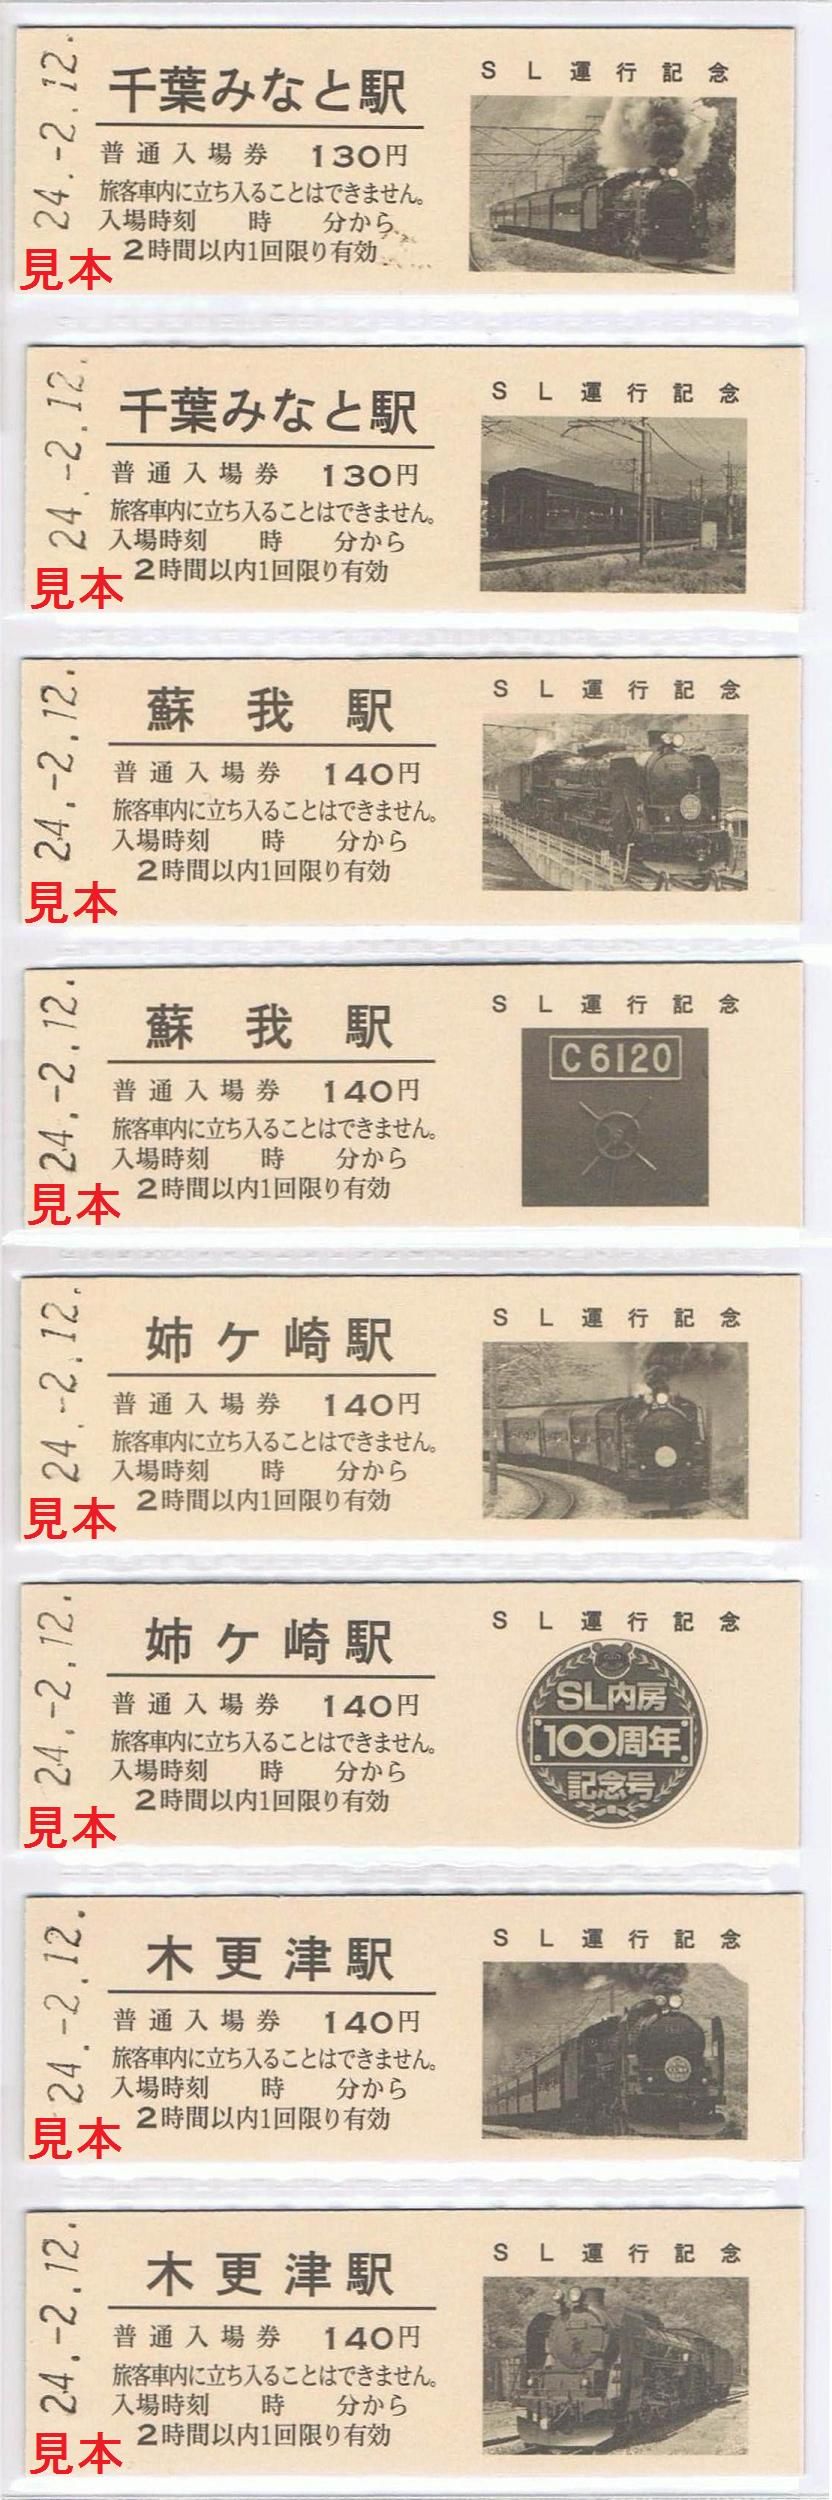 24.-2.12.
千葉みなと駅
普通入場券 130円
旅客車内に立ち入ることはできません。
入場時刻 時 分から
2時間以内1回限り有効
見本
SL運行記念
24.-2.12.
千葉みなと駅
普通入場券 130円
旅客車内に立ち入ることはできません。
入場時刻 時 分から
2時間以内1回限り有効
見本
SL運行記念
24.-2.12.
蘇我駅
普通入場券 140円
旅客車内に立ち入ることはできません。
入場時刻 時 分から
2時間以内1回限り有効
見本
SL運行記念
24.-2.12.
蘇我駅
普通入場券 140円
旅客車内に立ち入ることはできません。
入場時刻 時 分から
2時間以内1回限り有効
見本
SL運行記念
C6120
24.-2.12.
姉ケ崎駅
普通入場券 140円
旅客車内に立ち入ることはできません。
入場時刻 時 分から
2時間以内1回限り有効
見本
SL運行記念
24.-2.12.
姉ケ崎駅
普通入場券 140円
旅客車内に立ち入ることはできません。
入場時刻 時 分から
2時間以内1回限り有効
見本
SL運行記念
SL内房
100周年
記念号
24.-2.12.
木更津駅
普通入場券 140円
旅客車内に立ち入ることはできません。
入場時刻 時 分から
2時間以内1回限り有効
見本
SL運行記念
24.-2.12.
木更津駅
普通入場券 140円
旅客車内に立ち入ることはできません。
入場時刻 時 分から
2時間以内1回限り有効
見本
SL運行記念